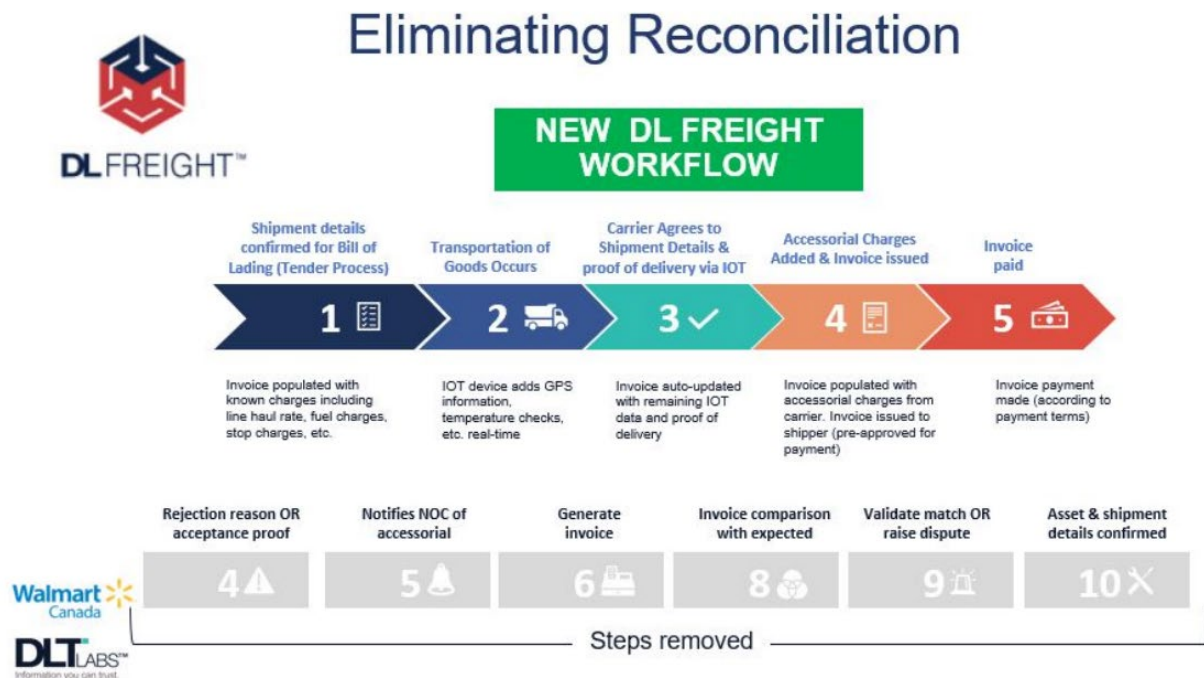 Eliminating Reconciliation
DLFREIGHT™
NEW DL FREIGHT
WORKFLOW
Shipment details
confirmed for Bill of
Lading (Tender Process)
Transportation of
Goods Occurs
Carrier Agrees to
Shipment Details &
proof of delivery via IOT
Accessorial Charges
Added & Invoice issued
Invoice
paid
1
2
3
4
5
Invoice populated with
known charges including
line haul rate, fuel charges,
stop charges, etc.
IOT device adds GPS
information,
temperature checks,
etc. real-time
Invoice auto-updated
with remaining IOT
data and proof of
delivery
Invoice populated with
accessorial charges from
carrier. Invoice issued to
shipper (pre-approved for
payment)
Invoice payment
made (according to
payment terms)
Rejection reason OR
acceptance proof
Notifies NOC of
accessorial
Generate
invoice
Invoice comparison
with expected
Validate match OR
raise dispute
Asset & shipment
details confirmed
4
5
6
8
9
10
Walmart
Canada
Steps removed
DLTLABS™
Information you can trust.